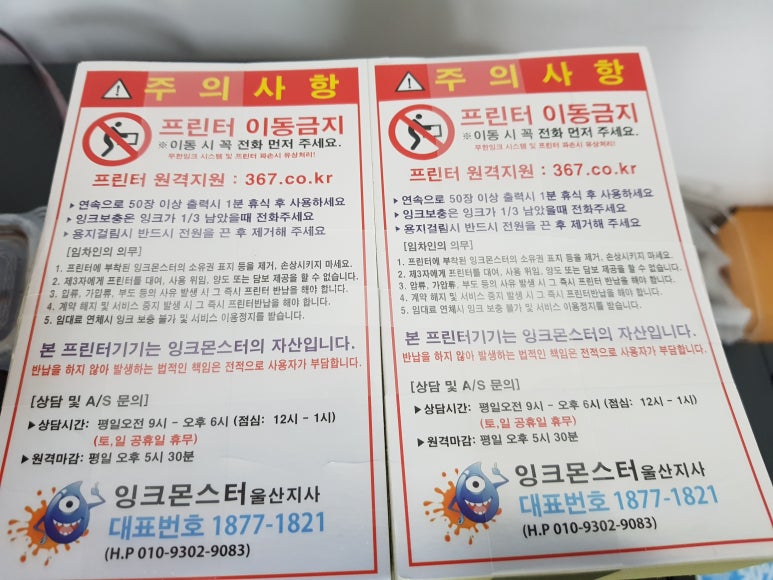 주의사항
프린터 이동금지
※이동 시 꼭 전화 먼저 주세요.
무한잉크 시스템 및 프린터 파손시 유상처리!
프린터 원격지원 : 367.co.kr
▶연속으로 50장 이상 출력시 1분 휴식 후 사용하세요
▶잉크보충은 잉크가 1/3 남았을때 전화주세요
▶용지걸림시 반드시 전원을 끈 후 제거해 주세요
[임차인의 의무]
1. 프린터에 부착된 잉크몬스터의 소유권 표지 등을 제거, 손상시키지 마세요.
2. 제3자에게 프린터를 대여, 사용 위임, 양도 또는 담보 제공을 할 수 없습니다.
3. 압류, 가압류, 부도 등의 사유 발생 시 그 즉시 프린터 반납을 해야 합니다.
4. 계약 해지 및 서비스 중지 발생 시 그 즉시 프린터반납을 해야 합니다.
5. 임대료 연체시 잉크 보충 불가 및 서비스 이용정지를 받습니다.
본 프린터기기는 잉크몬스터의 자산입니다.
반납을 하지 않아 발생하는 법적인 책임은 전적으로 사용자가 부담합니다.
[상담 및 A/S 문의]
▶상담시간: 평일오전 9시 - 오후 6시 (점심: 12시 - 1시)
(토,일 공휴일 휴무)
▶원격마감: 평일 오후 5시 30분
잉크몬스터 울산지사
대표번호 1877-1821
(H.P 010-9302-9083)
주의사항
프린터 이동금지
※이동 시 꼭 전화 먼저 주세요.
무한잉크 시스템 및 프린터 파손시 유상처리!
프린터 원격지원 : 367.co.kr
▶연속으로 50장 이상 출력시 1분 휴식 후 사용하세요
▶잉크보충은 잉크가 1/3 남았을때 전화주세요
▶용지걸림시 반드시 전원을 끈 후 제거해 주세요
[임차인의 의무]
1. 프린터에 부착된 잉크몬스터의 소유권 표지 등을 제거, 손상시키지 마세요.
2. 제3자에게 프린터를 대여, 사용 위임, 양도 또는 담보 제공을 할 수 없습니다.
3. 압류, 가압류, 부도 등의 사유 발생 시 그 즉시 프린터 반납을 해야 합니다.
4. 계약 해지 및 서비스 중지 발생 시 그 즉시 프린터반납을 해야 합니다.
5. 임대료 연체시 잉크 보충 불가 및 서비스 이용정지를 받습니다.
본 프린터기기는 잉크몬스터의 자산입니다.
반납을 하지 않아 발생하는 법적인 책임은 전적으로 사용자가 부담합니다.
[상담 및 A/S 문의]
▶상담시간: 평일오전 9시 - 오후 6시 (점심: 12시 - 1시)
(토,일 공휴일 휴무)
▶원격마감: 평일 오후 5시 30분
잉크몬스터 울산지사
대표번호 1877-1821
(H.P 010-9302-9083)